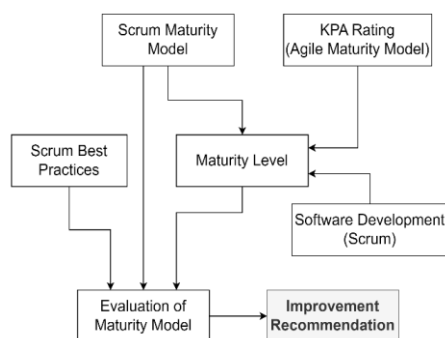 Scrum Maturity
Model
KPA Rating
(Agile Maturity Model)
Scrum Best
Practices
Maturity Level
Software Development
(Scrum)
Evaluation of
Maturity Model
Improvement
Recommendation